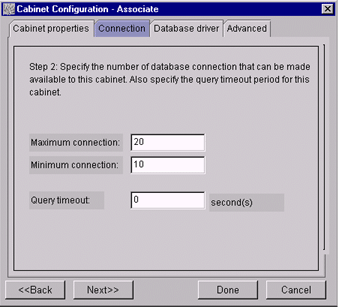 Cabinet Configuration - Associate
Cabinet properties Connection Database driver Advanced
Step 2: Specify the number of database connection that can be made
available to this cabinet. Also specify the query timeout period for this
cabinet.
Maximum connection: 20
Minimum connection: 10
Query timeout: 0 second(s)
<<Back Next>> Done Cancel